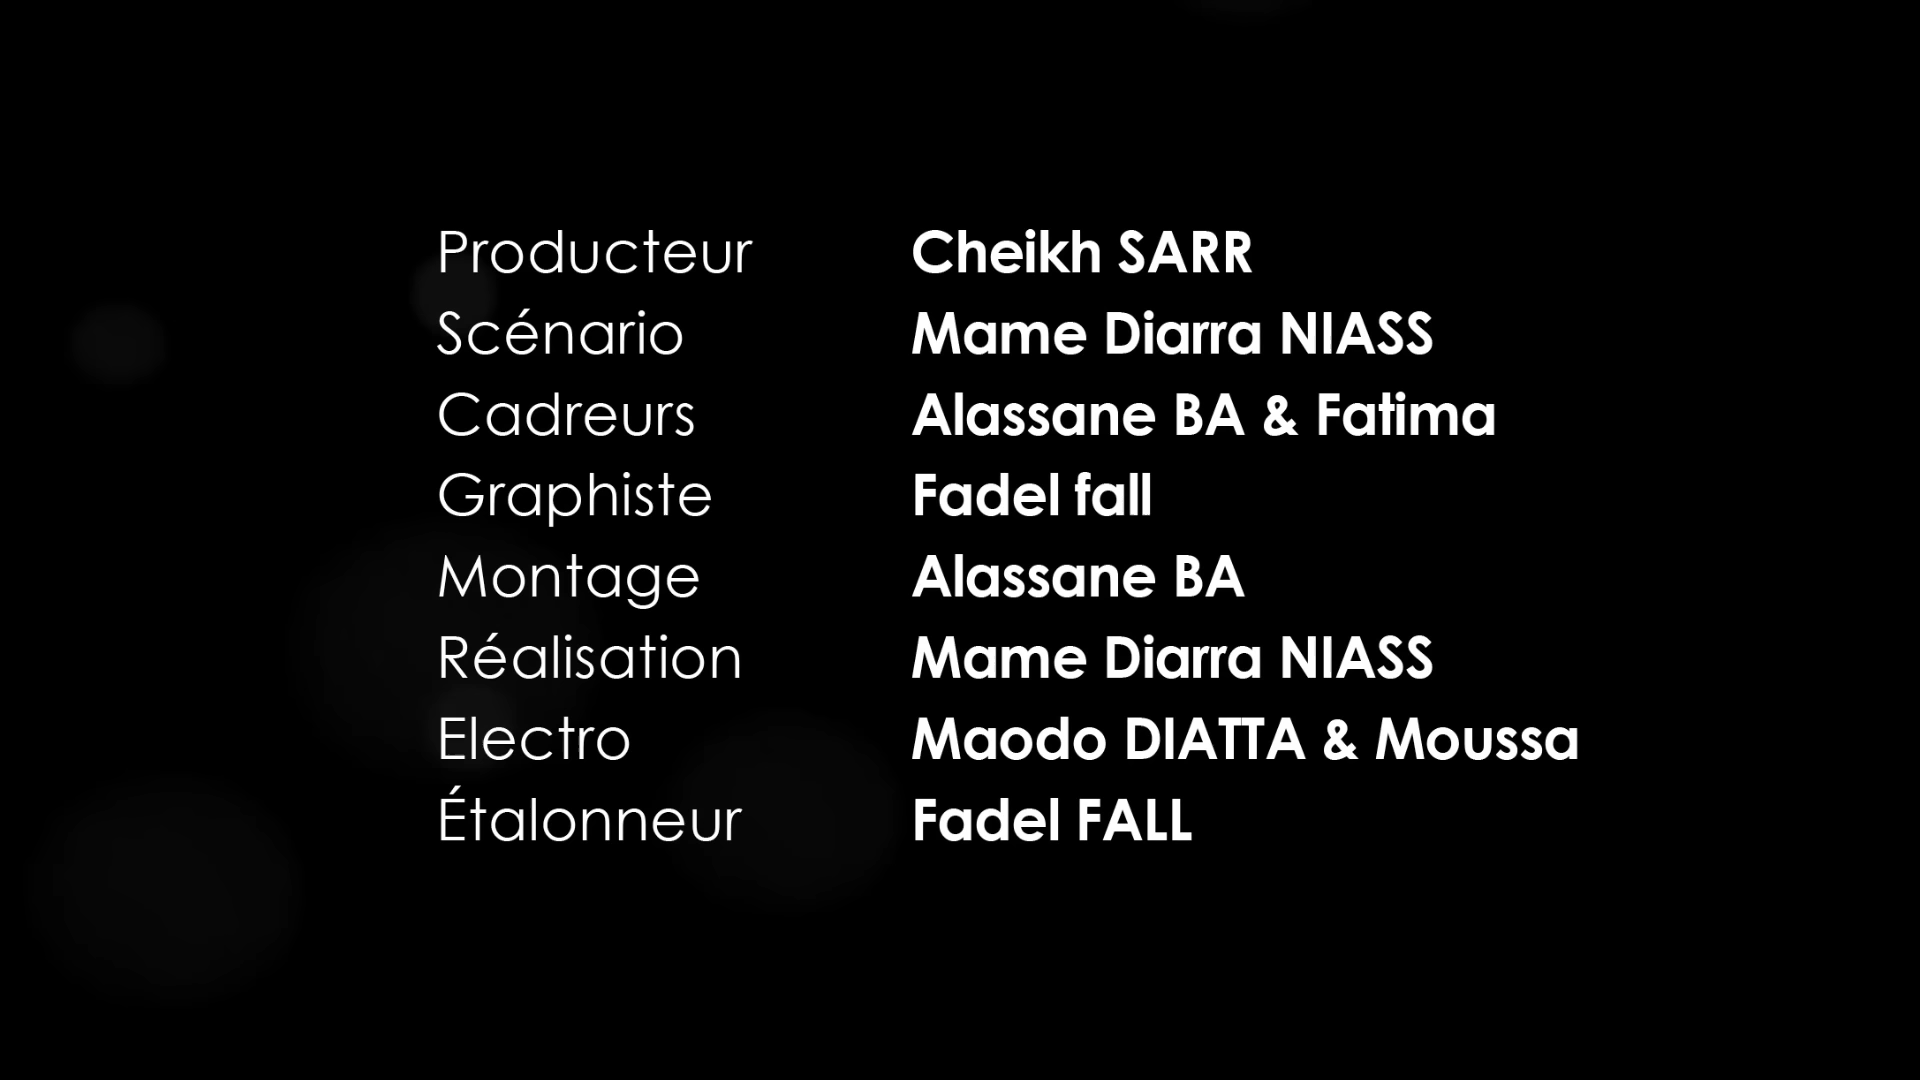 Producteur Cheikh SARR
Scénario Mame Diarra NIASS
Cadreurs Alassane BA & Fatima
Graphiste Fadel fall
Montage Alassane BA
Réalisation Mame Diarra NIASS
Electro Maodo DIATTA & Moussa
Étalonneur Fadel FALL